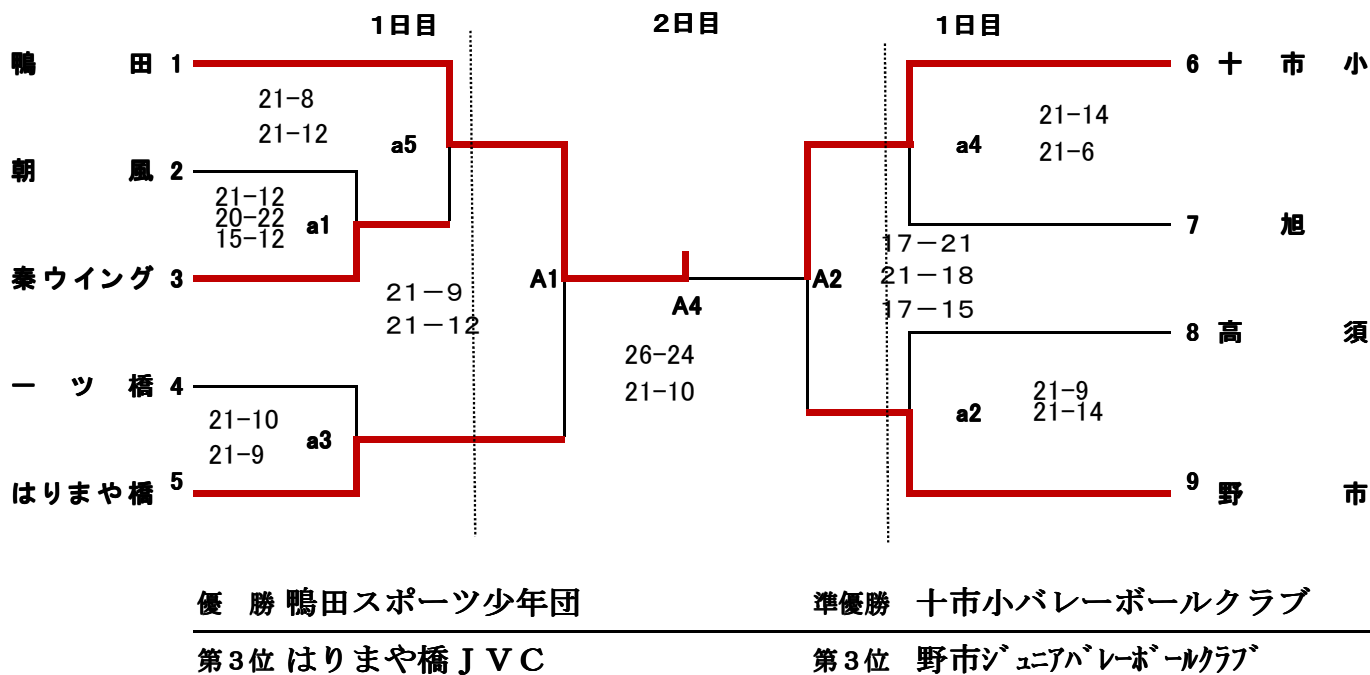 1日目 2日目 1日目
鴨田 1
6 十市小
21-8
21-12
a5
a4
21-14
21-6
朝風 2
21-12
20-22
15-12
a1
7 旭
秦ウイング 3
21-9
21-12
A1
A4
A2
17-21
21-18
17-15
8 高須
26-24
21-10
一ツ橋 4
21-10
21-9
a3
a2
21-9
21-14
はりまや橋 5
9 野市
優勝 鴨田スポーツ少年団 準優勝 十市小バレーボールクラブ
第3位 はりまや橋JVC 第3位 野市ジュニアバレーボールクラブ